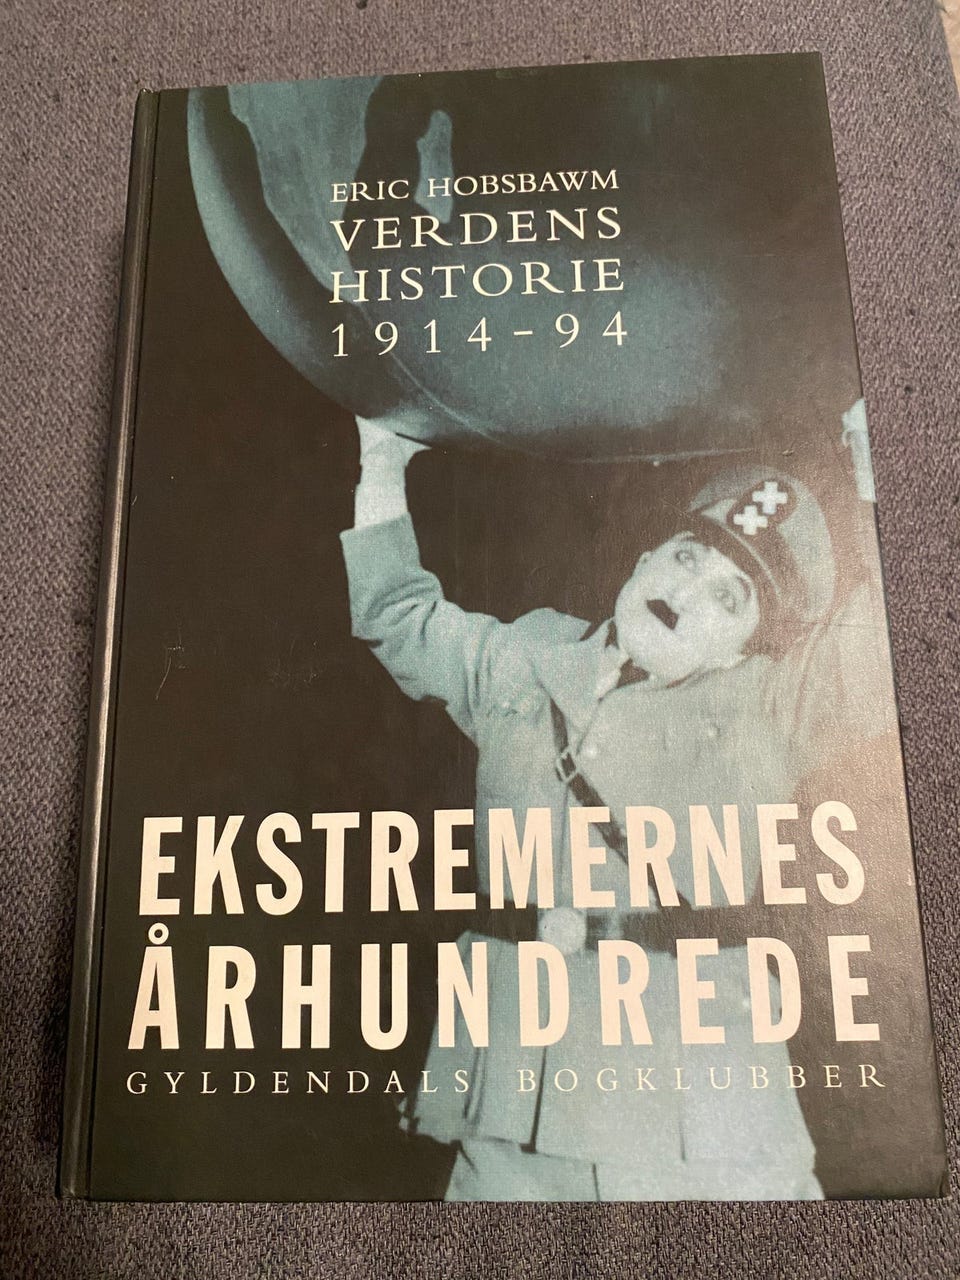 ERIC HOBSBAWM
VERDENS
HISTORIE
1914-94
EKSTREMERNES
ÅRHUNDREDE
GYLDENDALS BOGKLUBBER